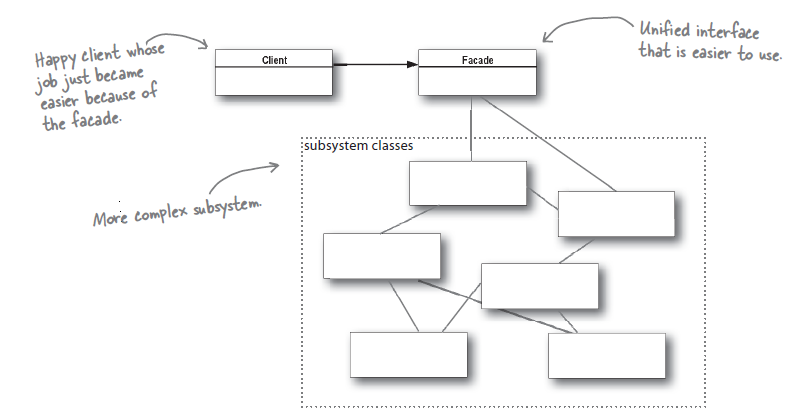 Happy client whose
job just became
easier because of
the facade.
Client
Facade
Unified interface
that is easier to use.
subsystem classes
More complex subsystem.